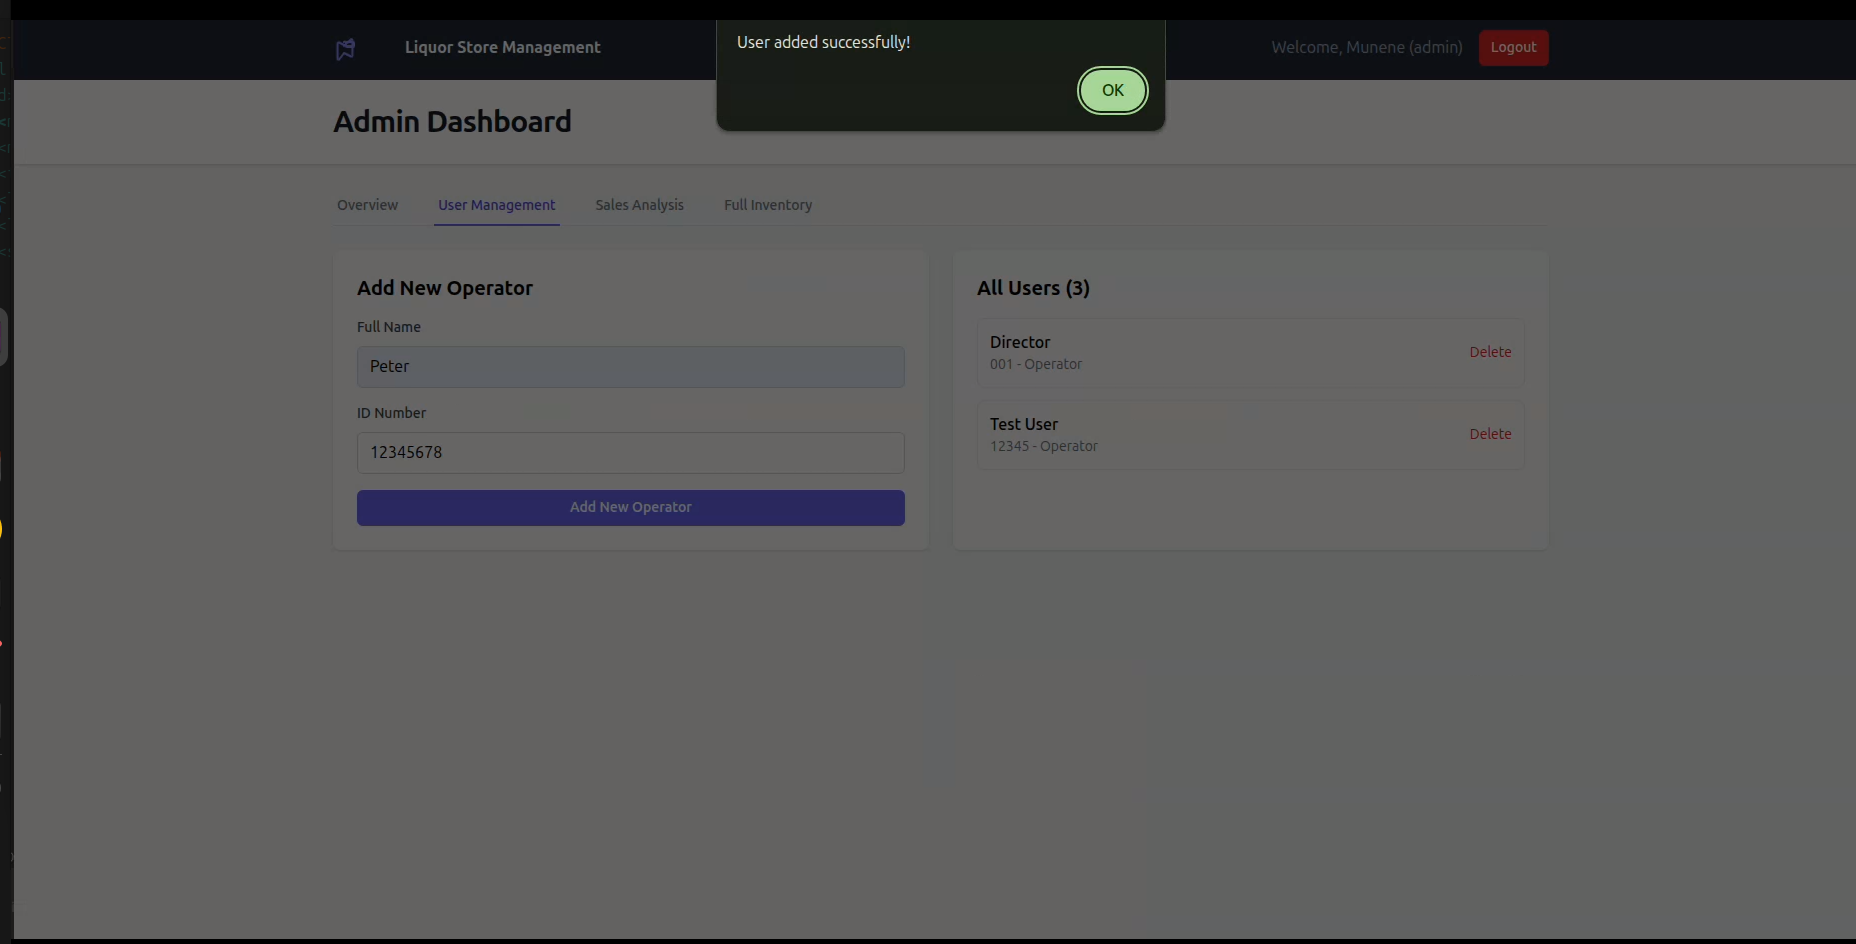 Liquor Store Management
User added successfully!
OK
Welcome, Munene (admin)
Logout
Admin Dashboard
Overview
User Management
Sales Analysis
Full Inventory
Add New Operator
Full Name
Peter
ID Number
12345678
Add New Operator
All Users (3)
Director
001 - Operator
Delete
Test User
12345 - Operator
Delete